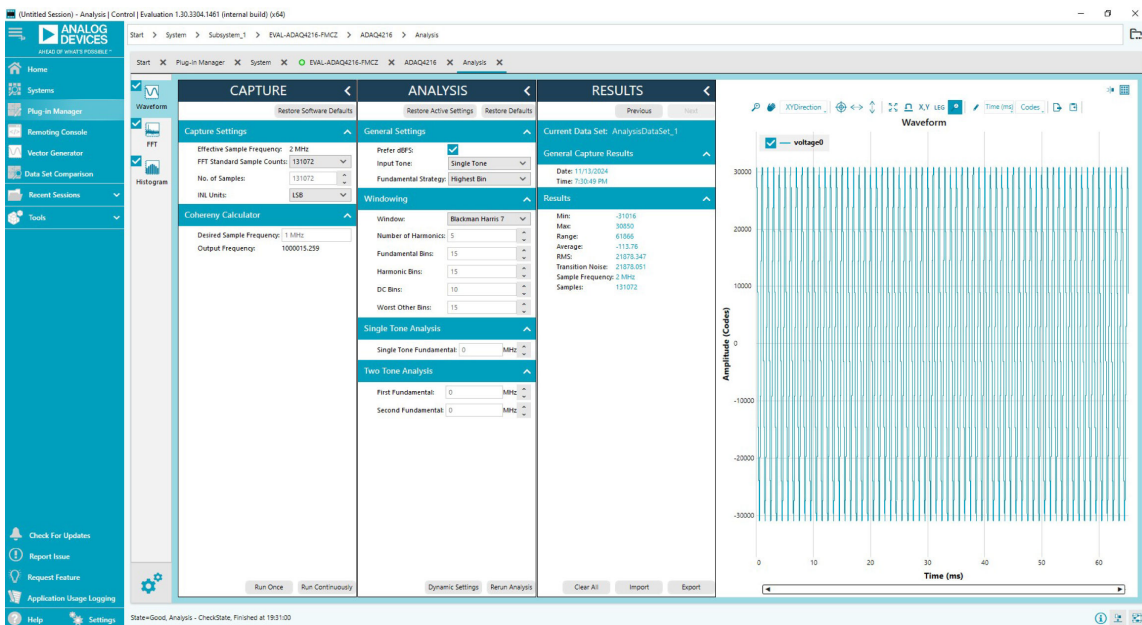 (Untitled Session) - Analysis | Control | Evaluation 1.30.3304.1461 (internal build) (x64)
ANALOG DEVICES
AHEAD OF WHAT'S POSSIBLE™
Start > System > Subsystem_1 > EVAL-ADAQ4216-FMCZ > ADAQ4216 > Analysis
Start X Plug-in Manager X System X EVAL-ADAQ4216-FMCZ X ADAQ4216 X Analysis X
Home
Systems
Plug-in Manager
Remoting Console
Vector Generator
Data Set Comparison
Recent Sessions
Tools
Check For Updates
Report Issue
Request Feature
Application Usage Logging
Help Settings
Waveform
FFT
Histogram
CAPTURE
Restore Software Defaults
Capture Settings
Effective Sample Frequency: 2 MHz
FFT Standard Sample Counts: 131072
No. of Samples: 131072
INL Units: LSB
Cohereny Calculator
Desired Sample Frequency: 1 MHz
Output Frequency: 1000015.259
Run Once Run Continuously
ANALYSIS
Restore Active Settings Restore Defaults
General Settings
Prefer dBFS:
Input Tone: Single Tone
Fundamental Strategy: Highest Bin
Windowing
Window: Blackman Harris 7
Number of Harmonics: 5
Fundamental Bins: 15
Harmonic Bins: 15
DC Bins: 10
Worst Other Bins: 15
Single Tone Analysis
Single Tone Fundamental: 0 MHz
Two Tone Analysis
First Fundamental: 0 MHz
Second Fundamental: 0 MHz
Dynamic Settings Rerun Analysis
RESULTS
Previous Next
Current Data Set: AnalysisDataSet_1
General Capture Results
Date: 11/13/2024
Time: 7:30:49 PM
Results
Min: -31016
Max: 30850
Range: 61866
Average: -113.76
RMS: 21878.347
Transition Noise: 21878.051
Sample Frequency: 2 MHz
Samples: 131072
Clear All Import Export
XYDirection X,Y LEG Time (ms) Codes
Waveform
voltage0
30000
20000
10000
0
-10000
-20000
-30000
Amplitude (Codes)
0 10 20 30 40 50 60
Time (ms)
State=Good, Analysis - CheckState, Finished at 19:31:00